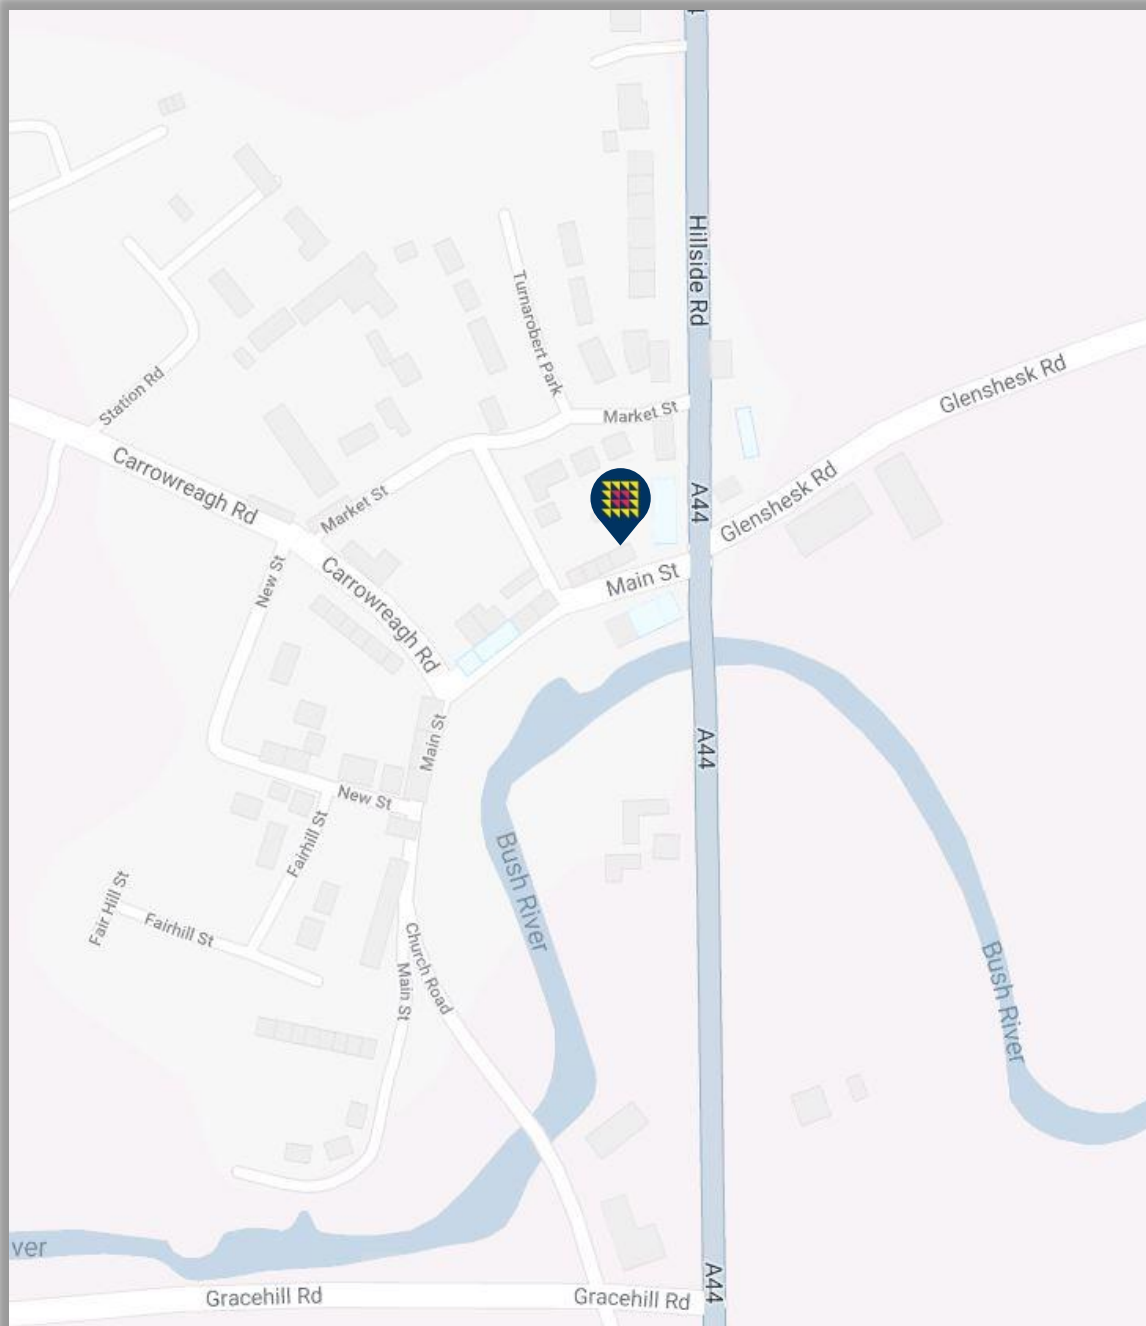 Hillside Rd
Turnarobert Park
Station Rd
Glenshesk Rd
Market St
Carrowreagh Rd
Market St
A44
Glenshesk Rd
New St
Carrowreagh Rd
Main St
Main St
A44
New St
Fairhill St
Bush River
Fair Hill St
Fairhill St
Church Road
Main St
Bush River
ver
Gracehill Rd
Gracehill Rd
A44